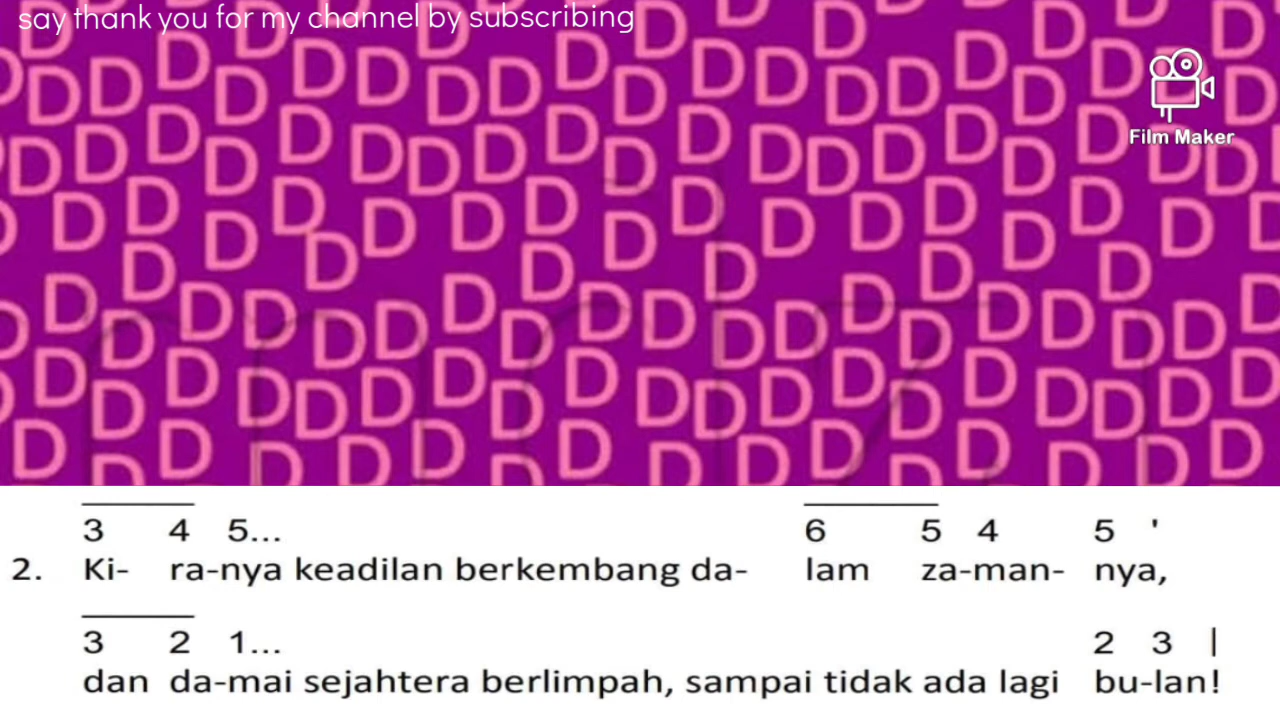 say thank you for my channel by subscribing
Film Maker
3 4 5... 6 5 4 5 '
2. Ki- ra-nya keadilan berkembang da- lam za-man- nya,
3 2 1... 2 3 |
dan da-mai sejahtera berlimpah, sampai tidak ada lagi bu-lan!